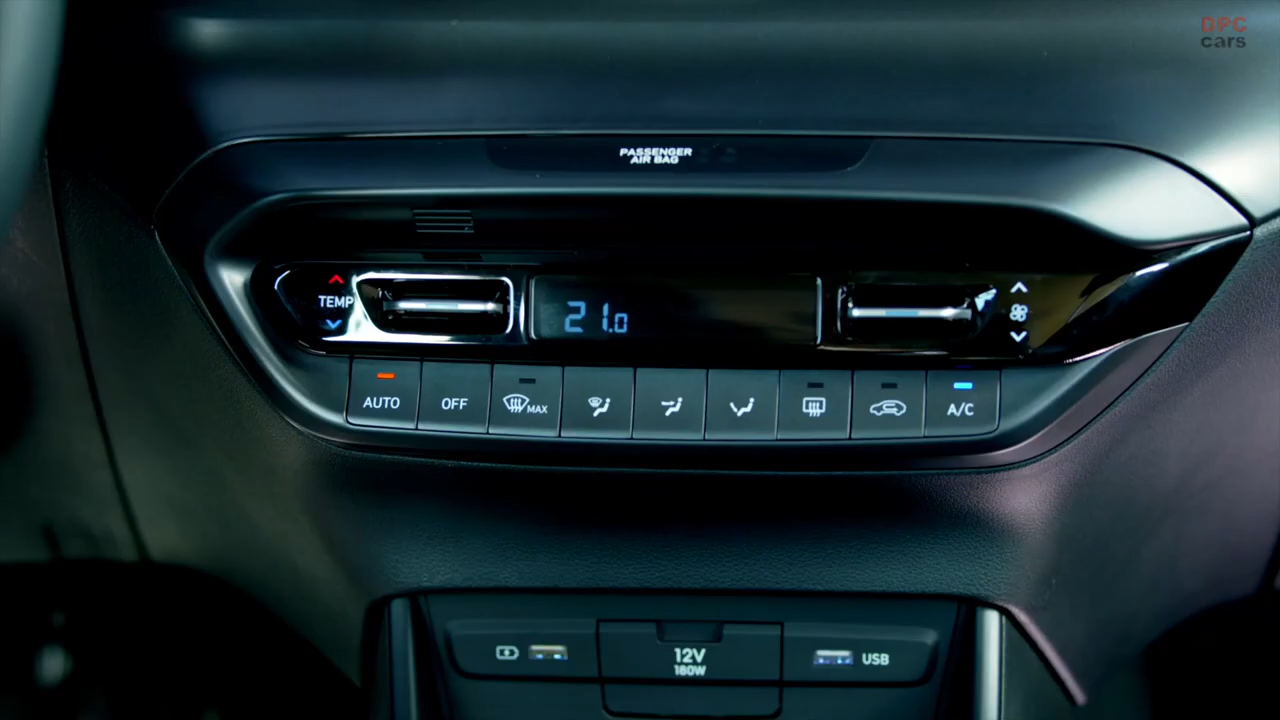 DPC
cars
PASSENGER
AIR BAG
TEMP
21.0
AUTO
OFF
MAX
A/C
12V
180W
USB